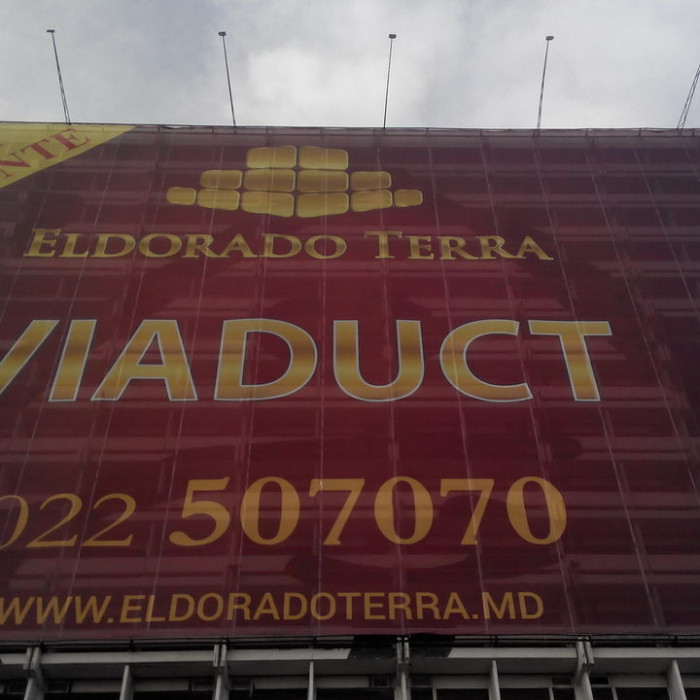 NTE
ELDORADO TERRA
VIADUCT
022 507070
WWW.ELDORADOTERRA.MD